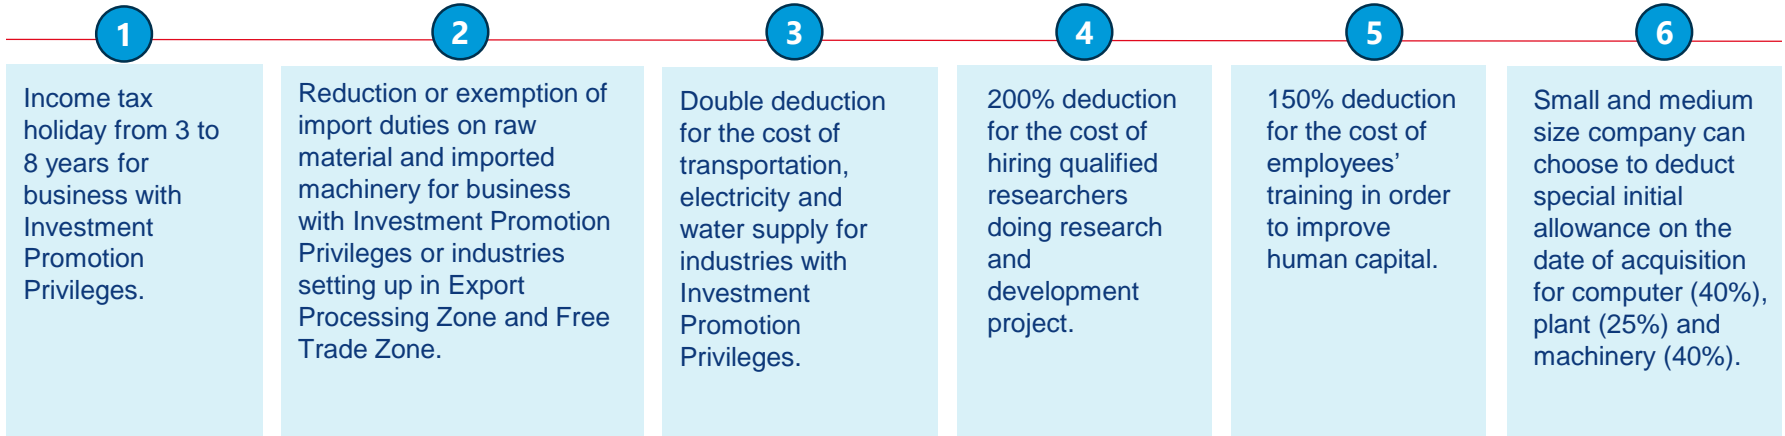 1
Income tax
holiday from 3 to
8 years for
business with
Investment
Promotion
Privileges.
2
Reduction or exemption of
import duties on raw
material and imported
machinery for business
with Investment Promotion
Privileges or industries
setting up in Export
Processing Zone and Free
Trade Zone.
3
Double deduction
for the cost of
transportation,
electricity and
water supply for
industries with
Investment
Promotion
Privileges.
4
200% deduction
for the cost of
hiring qualified
researchers
doing research
and
development
project.
5
150% deduction
for the cost of
employees’
training in order
to improve
human capital.
6
Small and medium
size company can
choose to deduct
special initial
allowance on the
date of acquisition
for computer (40%),
plant (25%) and
machinery (40%).